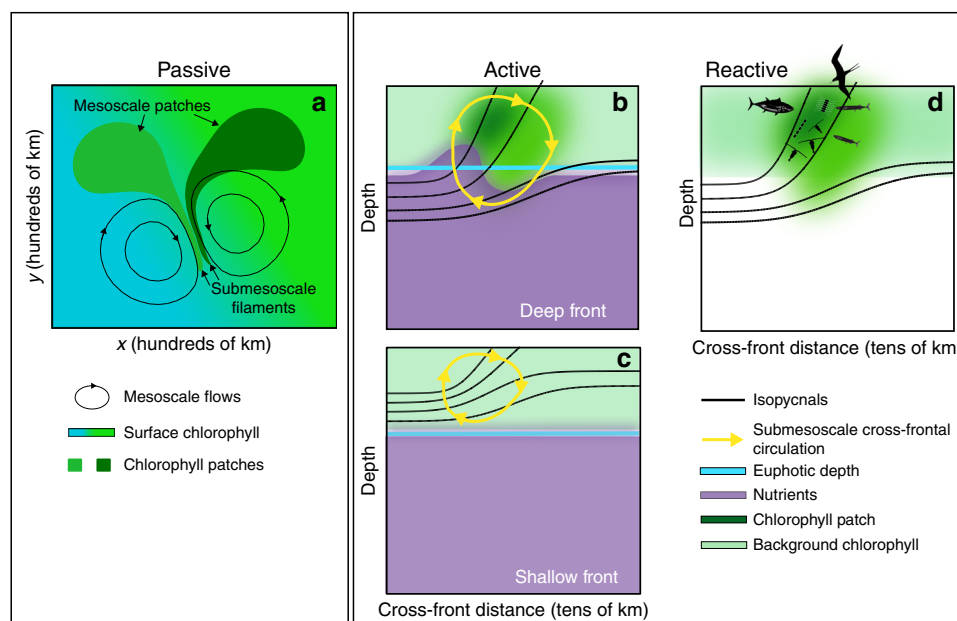 Passive
a
Mesoscale patches
Submesoscale
filaments
y (hundreds of km)
x (hundreds of km)
Mesoscale flows
Surface chlorophyll
Chlorophyll patches
Active
b
Depth
Deep front
c
Depth
Shallow front
Cross-front distance (tens of km)
Reactive
d
Depth
Cross-front distance (tens of km)
Isopycnals
Submesoscale cross-frontal
circulation
Euphotic depth
Nutrients
Chlorophyll patch
Background chlorophyll